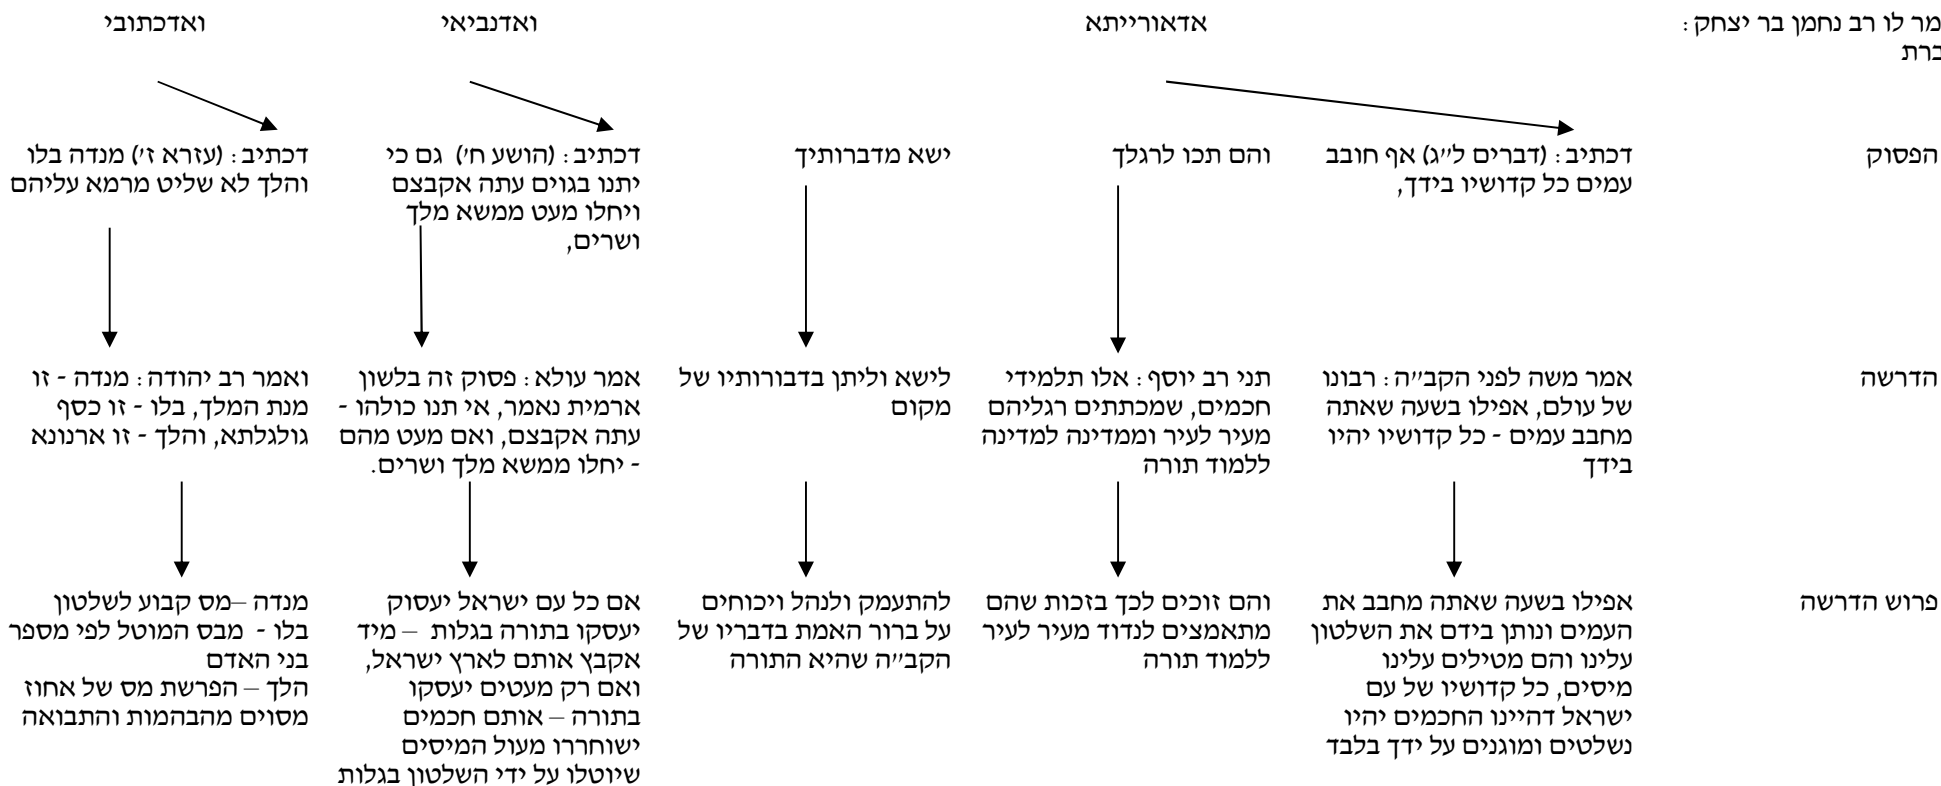 מר לו רב נחמן בר יצחק:
ברת
אדאורייתא
ואדנביאי
ואדכתובי
הפסוק
דכתיב: (דברים ל״ג) אף חובב
עמים כל קדושיו בידך,
והם תכו לרגלך
ישא מדברותיך
דכתיב: (הושע ח׳) גם כי
יתנו בגוים עתה אקבצם
ויחלו מעט ממשא מלך
ושרים,
דכתיב: (עזרא ז׳) מנדה בלו
והלך לא שליט מרמא עליהם
הדרשה
אמר משה לפני הקב״ה: רבונו
של עולם, אפילו בשעה שאתה
מחבב עמים - כל קדושיו יהיו
בידך
תני רב יוסף: אלו תלמידי
חכמים, שמכתתים רגליהם
מעיר לעיר וממדינה למדינה
ללמוד תורה
לישא וליתן בדבורותיו של
מקום
אמר עולא: פסוק זה בלשון
ארמית נאמר, אי תנו כולהו -
עתה אקבצם, ואם מעט מהם
- יחלו ממשא מלך ושרים.
ואמר רב יהודה: מנדה - זו
מנת המלך, בלו - זו כסף
גולגלתא, והלך - זו ארנונא
פרוש הדרשה
אפילו בשעה שאתה מחבב את
העמים ונותן בידם את השלטון
עלינו והם מטילים עלינו
מיסים, כל קדושיו של עם
ישראל דהיינו החכמים יהיו
נשלטים ומוגנים על ידך בלבד
והם זוכים לכך בזכות שהם
מתאמצים לנדוד מעיר לעיר
ללמוד תורה
להתעמק ולנהל ויכוחים
על ברור האמת בדבריו של
הקב״ה שהיא התורה
אם כל עם ישראל יעסוק
יעסקו בתורה בגלות – מיד
אקבץ אותם לארץ ישראל,
ואם רק מעטים יעסקו
בתורה – אותם חכמים
ישוחררו מעול המיסים
שיוטלו על ידי השלטון בגלות
מנדה –מס קבוע לשלטון
בלו - מבס המוטל לפי מספר
בני האדם
הלך – הפרשת מס של אחוז
מסוים מהבהמות והתבואה